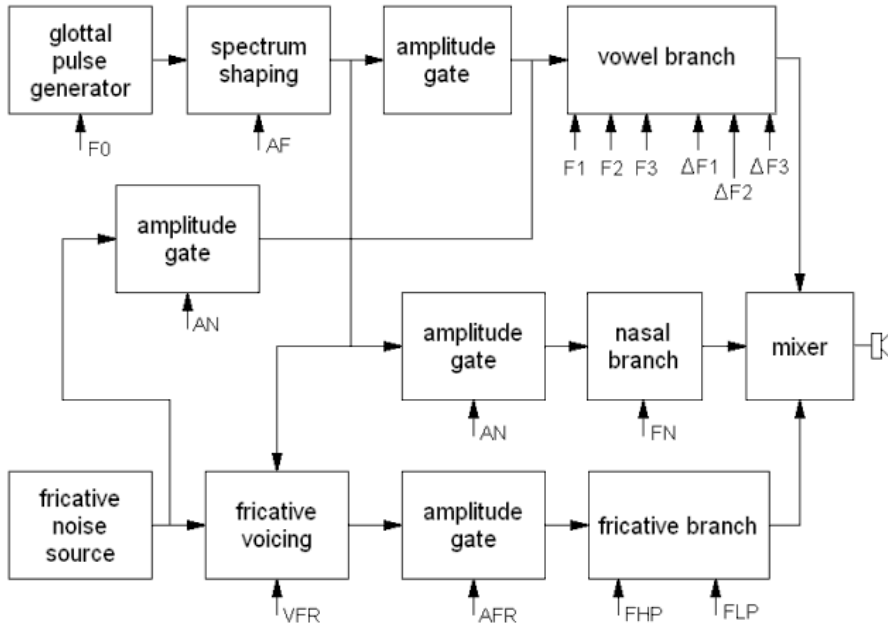 glottal
pulse
generator
spectrum
shaping
amplitude
gate
vowel branch
F0
AF
F1 F2 F3 ΔF1 ΔF2 ΔF3
amplitude
gate
AN
amplitude
gate
nasal
branch
mixer
AN
FN
fricative
noise
source
fricative
voicing
amplitude
gate
fricative branch
VFR
AFR
FHP
FLP